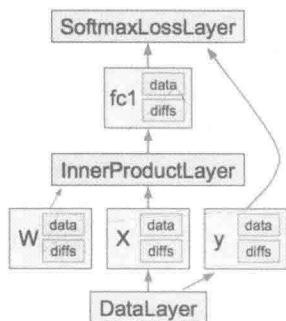 SoftmaxLossLayer
fc1
data
diffs
InnerProductLayer
W
data
diffs
X
data
diffs
y
data
diffs
DataLayer